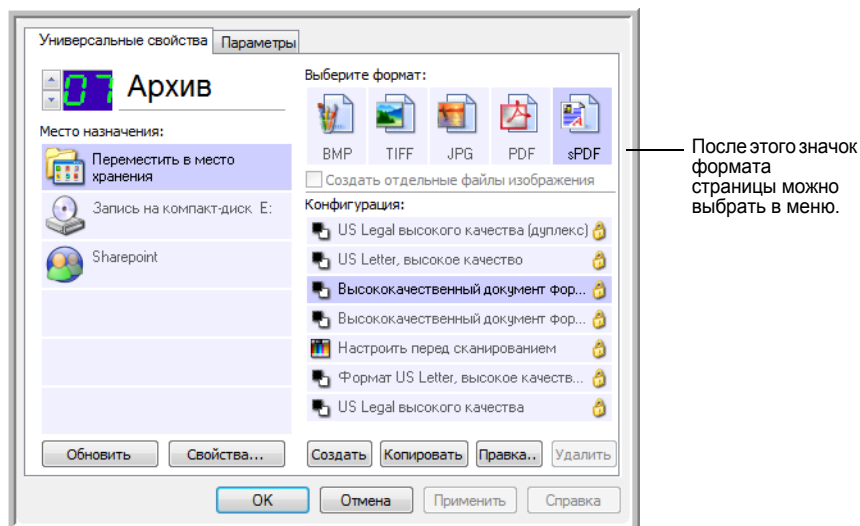 Универсальные свойства
Параметры
07
Архив
Место назначения:
Переместить в место
хранения
Запись на компакт-диск E:
Sharepoint
Обновить
Свойства...
Выберите формат:
BMP
TIFF
JPG
PDF
sPDF
Создать отдельные файлы изображения
Конфигурация:
US Legal высокого качества (дуплекс)
US Letter, высокое качество
Высококачественный документ фор...
Высококачественный документ фор...
Настроить перед сканированием
Формат US Letter, высокое качеств...
US Legal высокого качества
Создать
Копировать
Правка..
Удалить
OK
Отмена
Применить
Справка
После этого значок
формата
страницы можно
выбрать в меню.